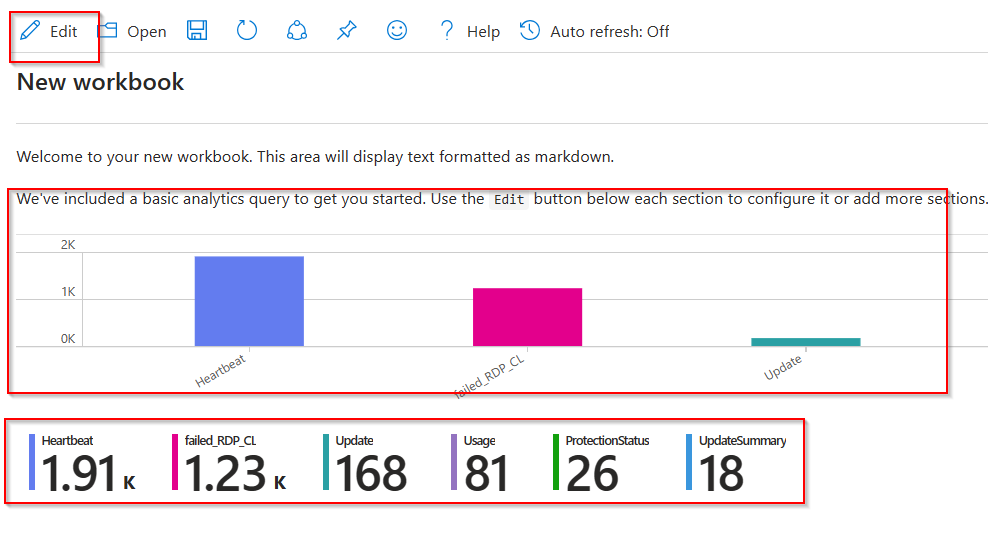 Edit Open Help Auto refresh: Off
New workbook
Welcome to your new workbook. This area will display text formatted as markdown.
We've included a basic analytics query to get you started. Use the Edit button below each section to configure it or add more sections.
2K
1K
0K
Heartbeat failed_RDP_CL Update
Heartbeat failed_RDP_CL Update Usage ProtectionStatus UpdateSummary
1.91 K 1.23 K 168 81 26 18